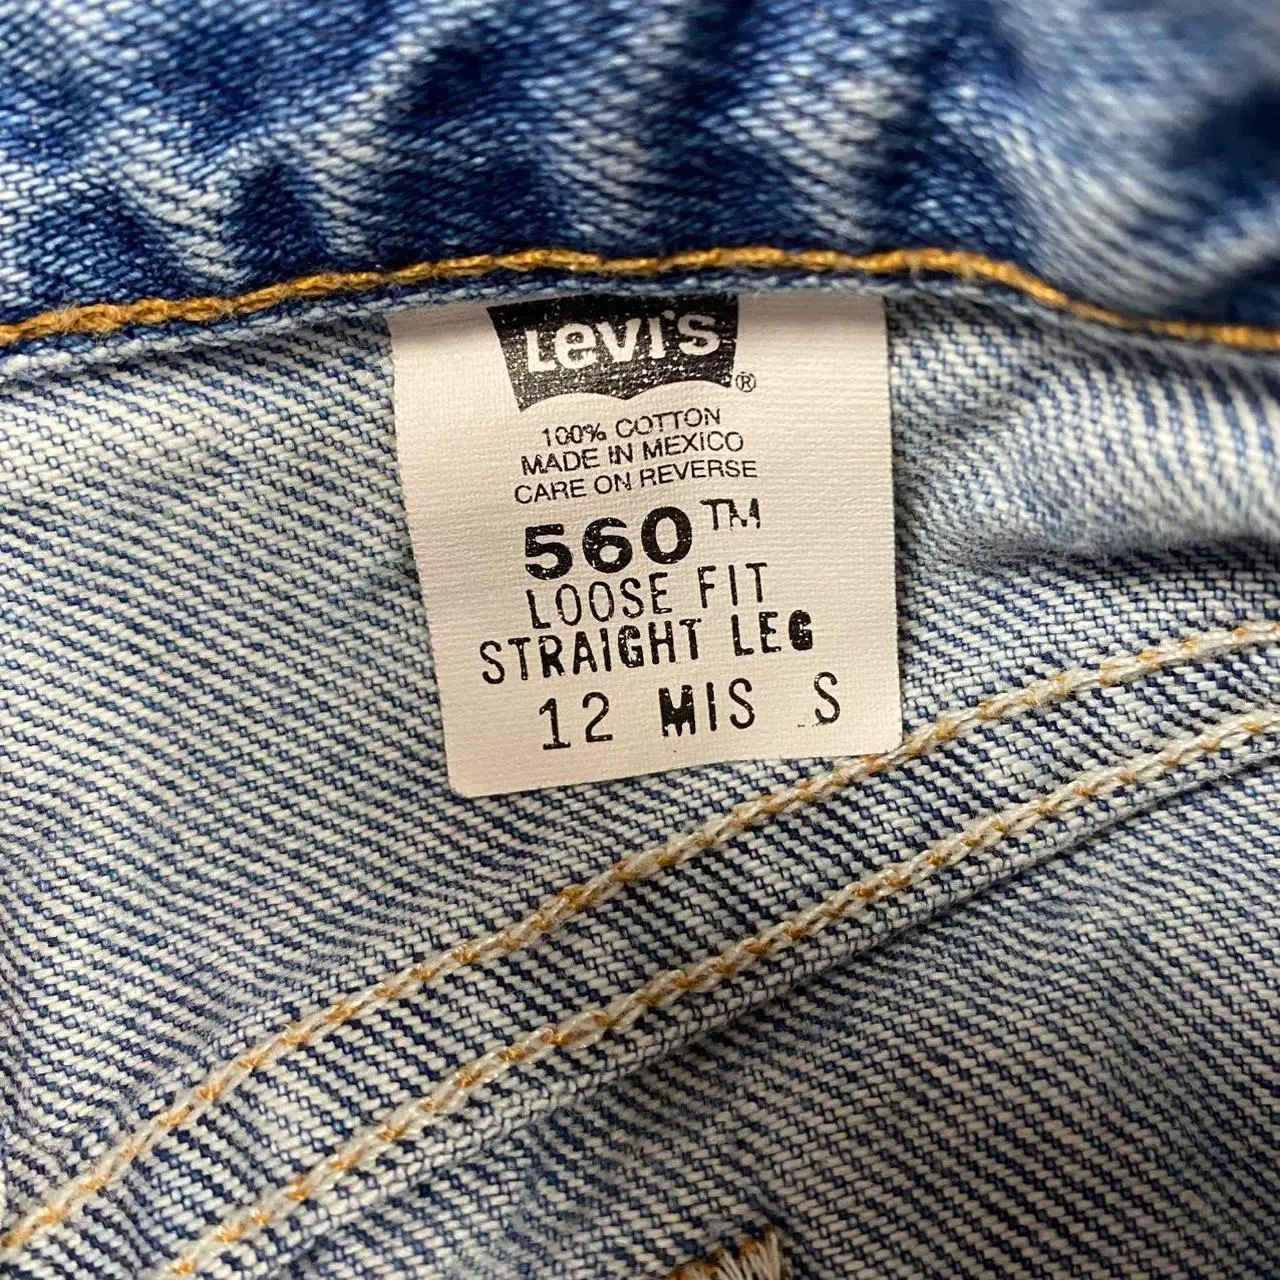 Levi's®
100% COTTON
MADE IN MEXICO
CARE ON REVERSE
560™
LOOSE FIT
STRAIGHT LEG
12 MIS S